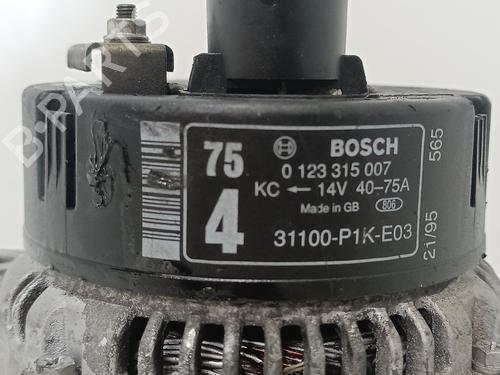 B-PARTS
75
4
BOSCH
0 123 315 007
KC ← 14V 40-75A
Made in GB 806
31100-P1K-E03
21/95 565